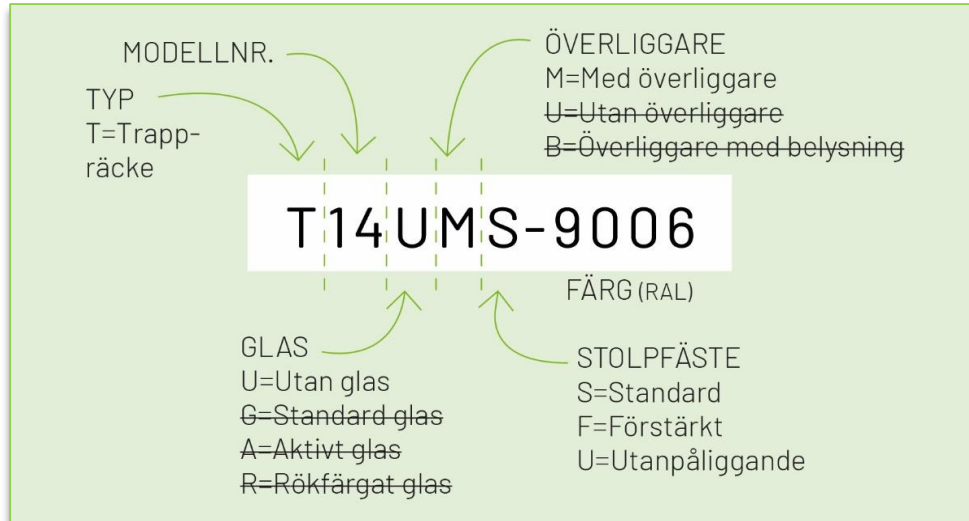 MODELLNR.
TYP
T=Trapp-
räcke
ÖVERLIGGARE
M=Med överliggare
U=Utan överliggare
B=Överliggare med belysning
T14UMS-9006
FÄRG (RAL)
GLAS
U=Utan glas
G=Standard glas
A=Aktivt glas
R=Rökfärgat glas
STOLPFÄSTE
S=Standard
F=Förstärkt
U=Utanpåliggande